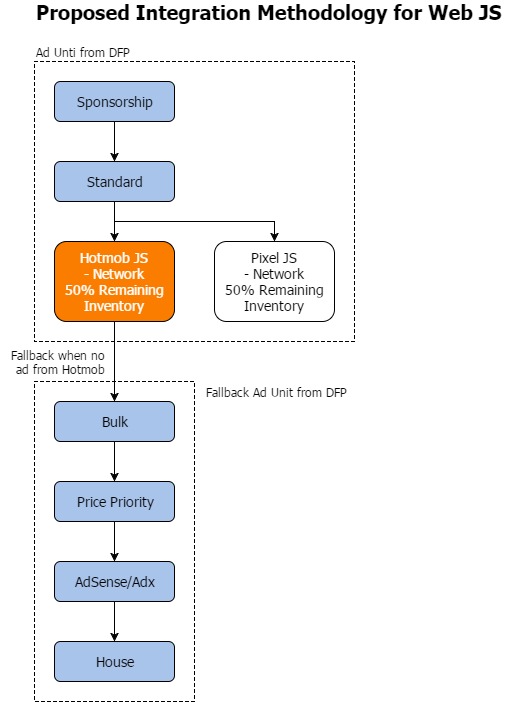 Proposed Integration Methodology for Web JS
Ad Unti from DFP
Sponsorship
Standard
Hotmob JS
- Network
50% Remaining
Inventory
Pixel JS
- Network
50% Remaining
Inventory
Fallback when no
ad from Hotmob
Fallback Ad Unit from DFP
Bulk
Price Priority
AdSense/Adx
House